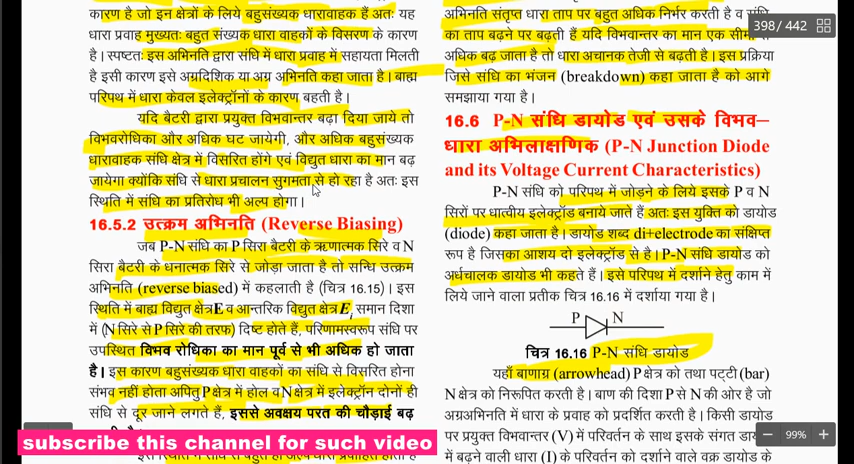 कारण है जो इन क्षेत्रों के लिये बहुसंख्यक धारावाहक हैं अतः यह
धारा प्रवाह मुख्यतः बहुत संख्यक धारा वाहकों के विसरण के कारण
है। स्पष्टतः इस अभिनति द्वारा संधि में धारा प्रवाह में सहायता मिलती
है इसी कारण इसे अग्रदिशिक या अग्र अभिनति कहा जाता है। बाह्य
परिपथ में धारा केवल इलेक्ट्रॉनों के कारण बहती है।
यदि बैटरी द्वारा प्रयुक्त विभवान्तर बढ़ा दिया जाये तो
विभवरोधिका और अधिक घट जायेगी, और अधिक बहुसंख्यक
धारावाहक संधि क्षेत्र में विसरित होंगे एवं विद्युत धारा का मान बढ़
जायेगा क्योंकि संधि से धारा प्रचालन सुगमता से हो रहा है अतः इस
स्थिति में संधि का प्रतिरोध भी अल्प होगा।
16.5.2 उत्क्रम अभिनति (Reverse Biasing)
जब P-N संधि का P सिरा बैटरी के ऋणात्मक सिरे व N
सिरा बैटरी के धनात्मक सिरे से जोड़ा जाता है तो सन्धि उत्क्रम
अभिनति (reverse biased) में कहलाती है (चित्र 16.15)। इस
स्थिति में बाह्य विद्युत क्षेत्र E व आन्तरिक विद्युत क्षेत्र Eᵢ समान दिशा
में (N सिरे से P सिरे की तरफ) दिष्ट होते हैं, परिणामस्वरूप संधि पर
उपस्थित विभव रोधिका का मान पूर्व से भी अधिक हो जाता
है। इस कारण बहुसंख्यक धारा वाहकों का संधि से विसरित होना
संभव नहीं होता अपितु P क्षेत्र में होल व N क्षेत्र में इलेक्ट्रॉन दोनों ही
संधि से दूर जाने लगते हैं, इससे अवक्षय परत की चौड़ाई बढ़
subscribe this channel for such video
अभिनति संतृप्त धारा ताप पर बहुत अधिक निर्भर करती है व
का ताप बढ़ने पर बढ़ती हैं यदि विभवान्तर का मान एक
अधिक बढ़ जाता है तो धारा अचानक तेजी से बढ़ती है। इस प्रक्रिया
जिसे संधि का भंजन (breakdown) कहा जाता है को आगे
समझाया गया है।
16.6 P-N संधि डायोड एवं उसके विभव–
धारा अभिलाक्षणिक (P-N Junction Diode
and its Voltage Current Characteristics)
P-N संधि को परिपथ में जोड़ने के लिये इसके P व N
सिरों पर धात्वीय इलेक्ट्रॉड बनाये जाते हैं अतः इस युक्ति को डायोड
(diode) कहा जाता है। डायोड शब्द di+electrode का संक्षिप्त
रूप है जिसका आशय दो इलेक्ट्रॉड से है। P-N संधि डायोड को
अर्धचालक डायोड भी कहते हैं। इसे परिपथ में दर्शाने हेतु काम में
लिये जाने वाला प्रतीक चित्र 16.16 में दर्शाया गया है।
P N
चित्र 16.16 P-N संधि डायोड
यहाँ बाणाग्र (arrowhead) P क्षेत्र को तथा पट्टी (bar)
N क्षेत्र को निरूपित करती है। बाण की दिशा P से N की ओर है जो
अग्रअभिनति में धारा के प्रवाह को प्रदर्शित करती है। किसी डायोड
पर प्रयुक्त विभवान्तर (V) में परिवर्तन के साथ इसके संगत
में बढ़ने वाली धारा (I) के परिवर्तन को दर्शाने वाले वक्र डायोड के
398 / 442
99%